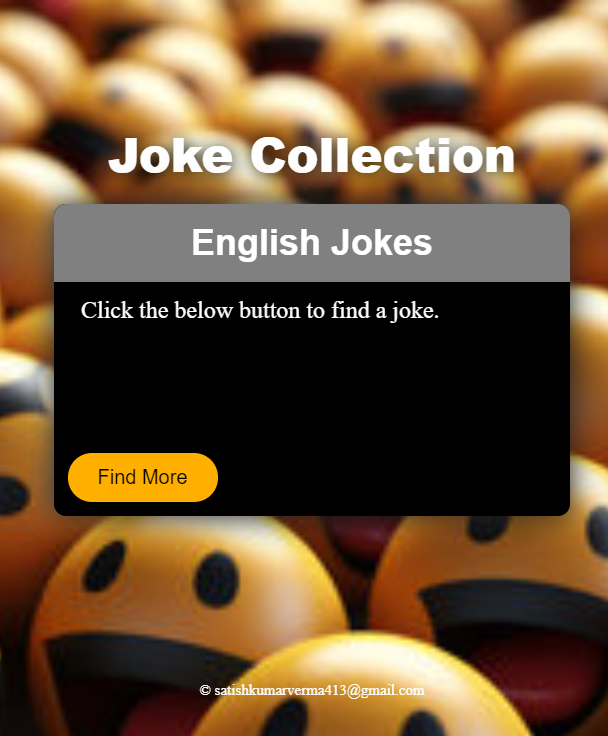 Joke Collection
English Jokes
Click the below button to find a joke.
Find More
© satishkumarverma413@gmail.com